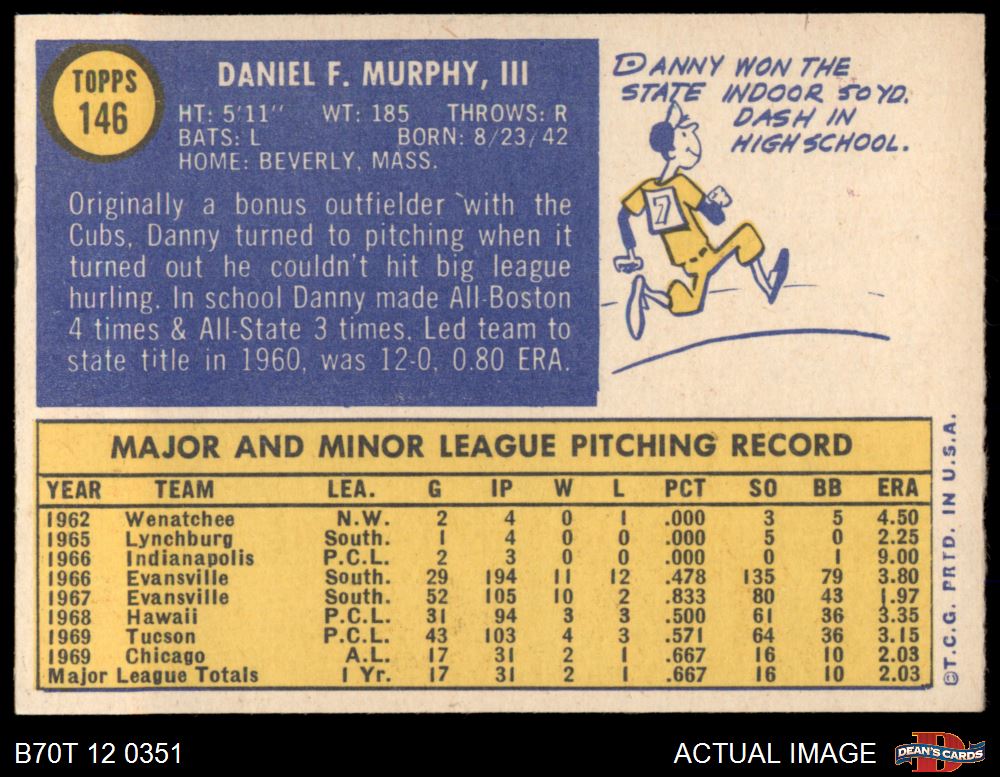 TOPPS
146
DANIEL F. MURPHY, III
HT: 5'11" WT: 185 THROWS: R
BATS: L BORN: 8/23/42
HOME: BEVERLY, MASS.
Originally a bonus outfielder with the
Cubs, Danny turned to pitching when it
turned out he couldn't hit big league
hurling. In school Danny made All-Boston
4 times & All-State 3 times. Led team to
state title in 1960, was 12-0, 0.80 ERA.
DANNY WON THE
STATE INDOOR 50 YD.
DASH IN
HIGH SCHOOL.
7
MAJOR AND MINOR LEAGUE PITCHING RECORD
YEAR TEAM LEA. G IP W L PCT SO BB ERA
1962 Wenatchee N.W. 2 4 0 1 .000 3 5 4.50
1965 Lynchburg South. 1 4 0 0 .000 5 0 2.25
1966 Indianapolis P.C.L. 2 3 0 0 .000 0 1 9.00
1966 Evansville South. 29 194 11 12 .478 135 79 3.80
1967 Evansville South. 52 105 10 2 .833 80 43 1.97
1968 Hawaii P.C.L. 31 94 3 3 .500 61 36 3.35
1969 Tucson P.C.L. 43 103 4 3 .571 64 36 3.15
1969 Chicago A.L. 17 31 2 1 .667 16 10 2.03
Major League Totals 1 Yr. 17 31 2 1 .667 16 10 2.03
©T.C.G. PRTD. IN U.S.A.
B70T 12 0351
ACTUAL IMAGE
DEAN'S CARDS